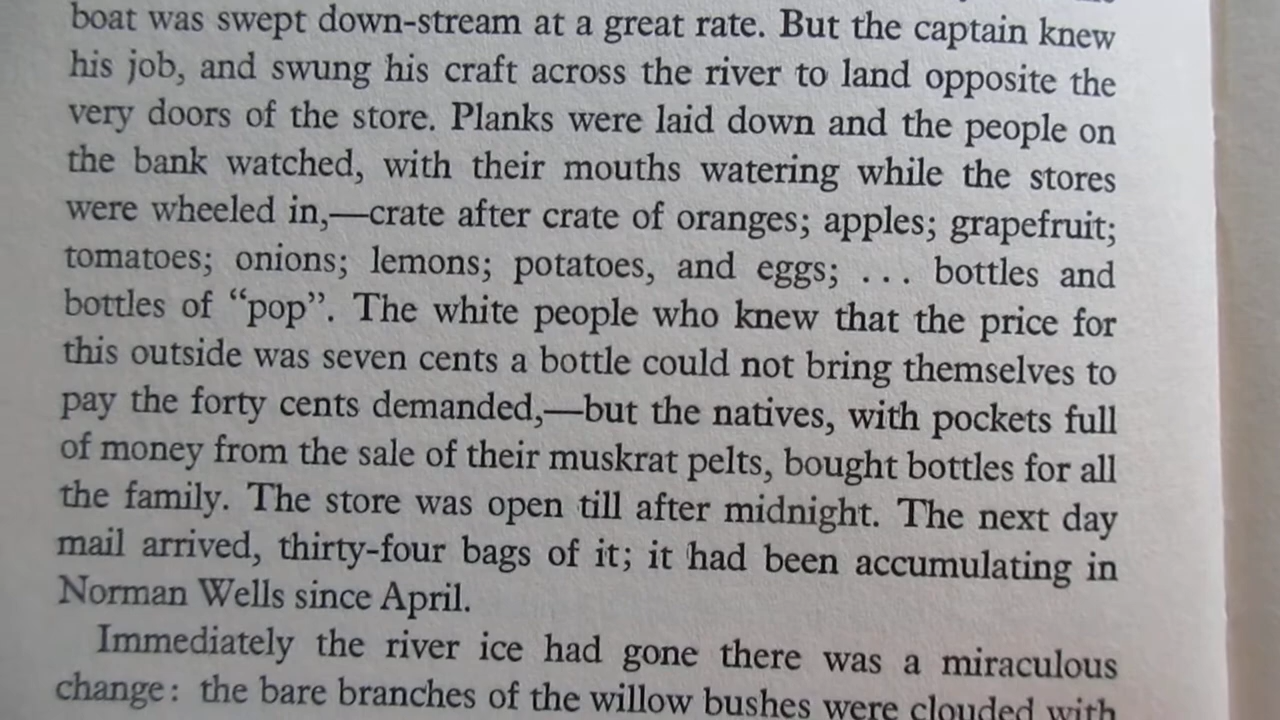 boat was swept down-stream at a great rate. But the captain knew
his job, and swung his craft across the river to land opposite the
very doors of the store. Planks were laid down and the people on
the bank watched, with their mouths watering while the stores
were wheeled in,—crate after crate of oranges; apples; grapefruit;
tomatoes; onions; lemons; potatoes, and eggs; . . . bottles and
bottles of “pop”. The white people who knew that the price for
this outside was seven cents a bottle could not bring themselves to
pay the forty cents demanded,—but the natives, with pockets full
of money from the sale of their muskrat pelts, bought bottles for all
the family. The store was open till after midnight. The next day
mail arrived, thirty-four bags of it; it had been accumulating in
Norman Wells since April.
Immediately the river ice had gone there was a miraculous
change: the bare branches of the willow bushes were clouded with